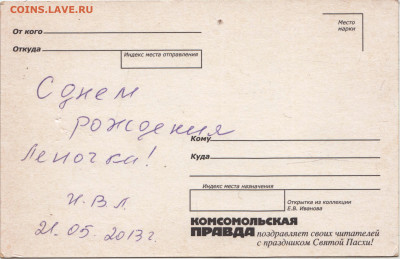 COINS.LAVE.RU
От кого
Откуда
Индекс места отправления
Место
марки
С днем
рождения
Леночки!
Н В Л
21.05.2013г.
Кому
Куда
Индекс места назначения
Открытка из коллекции
Е.В. Иванова
КОМСОМОЛЬСКАЯ
ПРАВДА поздравляет своих читателей
с праздником Святой Пасхи!